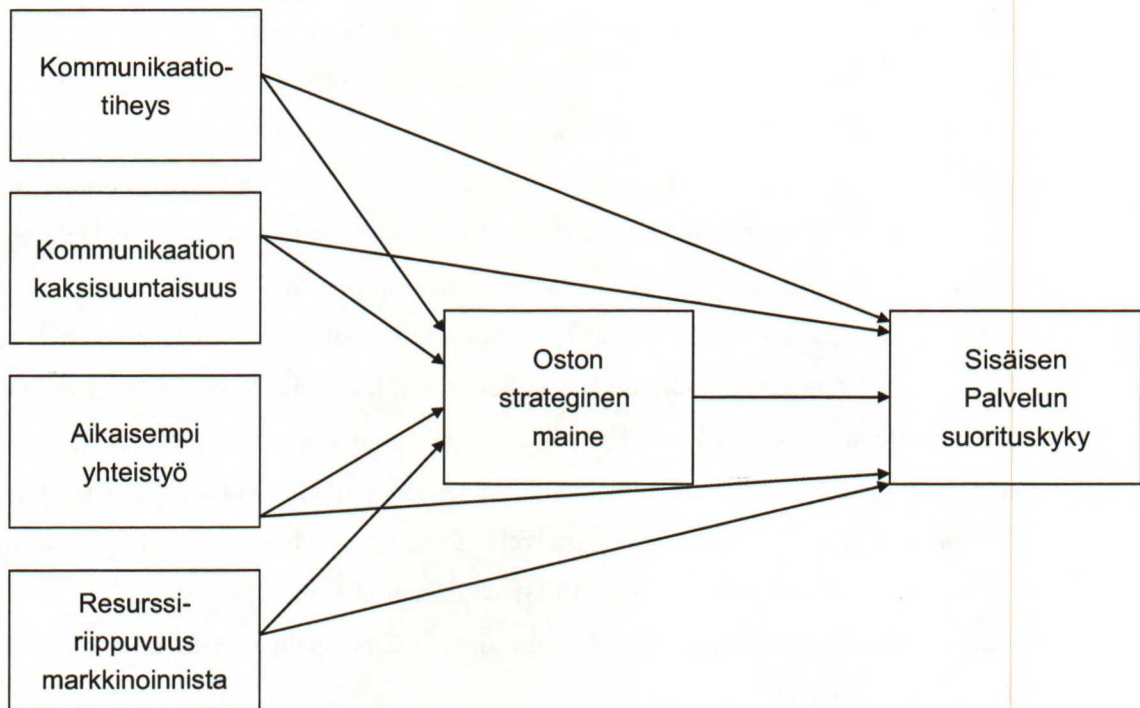 Kommunikaatio-
tiheys
Kommunikaation
kaksisuuntaisuus
Aikaisempi
yhteistyö
Resurssi-
riippuvuus
markkinoinnista
Oston
strateginen
maine
Sisäisen
Palvelun
suorituskyky